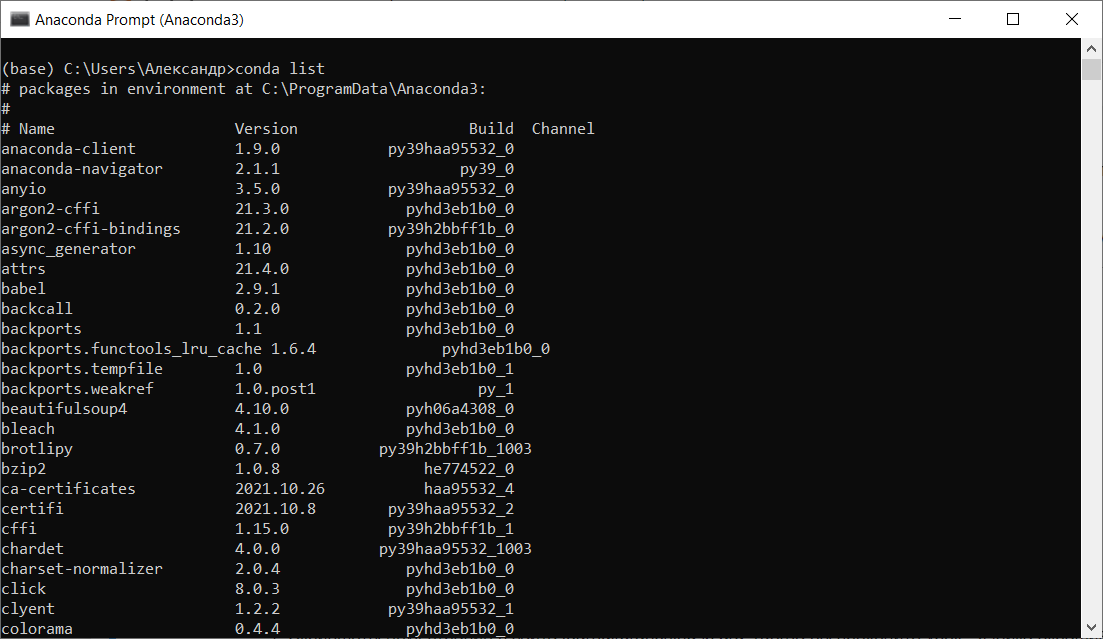 Anaconda Prompt (Anaconda3)
(base) C:\Users\Александр>conda list
# packages in environment at C:\ProgramData\Anaconda3:
#
# Name                    Version                   Build  Channel
anaconda-client           1.9.0            py39haa95532_0
anaconda-navigator        2.1.1                    py39_0
anyio                     3.5.0            py39haa95532_0
argon2-cffi               21.3.0             pyhd3eb1b0_0
argon2-cffi-bindings      21.2.0           py39h2bbff1b_0
async_generator           1.10               pyhd3eb1b0_0
attrs                     21.4.0             pyhd3eb1b0_0
babel                     2.9.1              pyhd3eb1b0_0
backcall                  0.2.0              pyhd3eb1b0_0
backports                 1.1                pyhd3eb1b0_0
backports.functools_lru_cache 1.6.4              pyhd3eb1b0_0
backports.tempfile        1.0                pyhd3eb1b0_1
backports.weakref         1.0.post1                  py_1
beautifulsoup4            4.10.0             pyh06a4308_0
bleach                    4.1.0              pyhd3eb1b0_0
brotlipy                  0.7.0           py39h2bbff1b_1003
bzip2                     1.0.8                he774522_0
ca-certificates           2021.10.26           haa95532_4
certifi                   2021.10.8        py39haa95532_2
cffi                      1.15.0           py39h2bbff1b_1
chardet                   4.0.0           py39haa95532_1003
charset-normalizer        2.0.4              pyhd3eb1b0_0
click                     8.0.3              pyhd3eb1b0_0
clyent                    1.2.2            py39haa95532_1
colorama                  0.4.4              pyhd3eb1b0_0